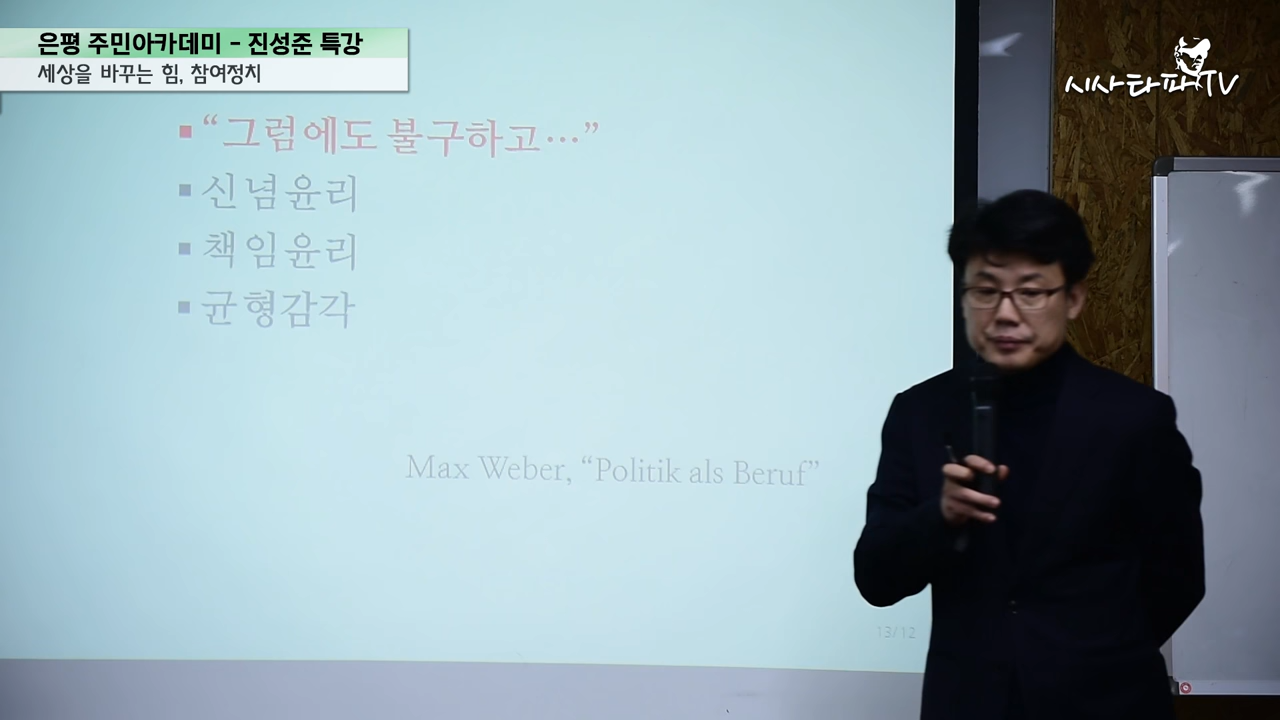 은평 주민아카데미 - 진성준 특강
세상을 바꾸는 힘, 참여정치
시사타파TV
“그럼에도 불구하고…”
신념윤리
책임윤리
균형감각
Max Weber, “Politik als Beruf”
13/12